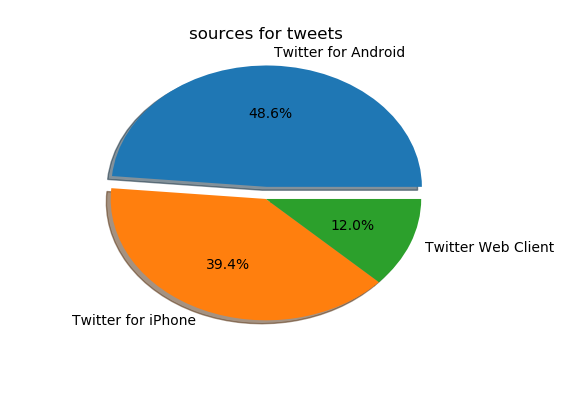 sources for tweets
Twitter for Android
48.6%
12.0%
Twitter Web Client
39.4%
Twitter for iPhone